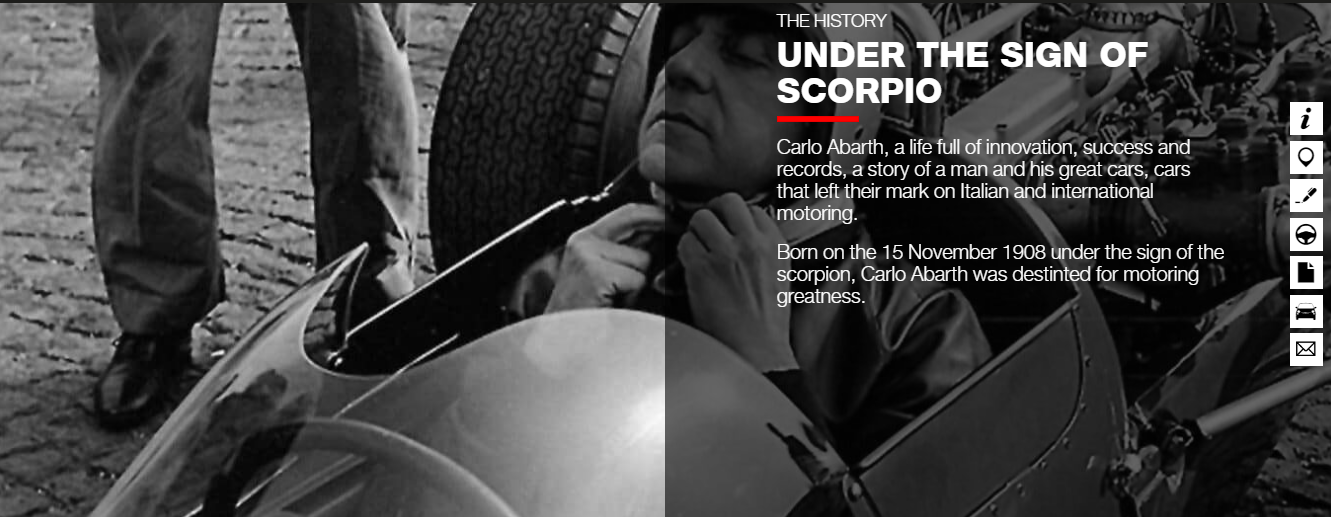 THE HISTORY
UNDER THE SIGN OF
SCORPIO
Carlo Abarth, a life full of innovation, success and
records, a story of a man and his great cars, cars
that left their mark on Italian and international
motoring.
Born on the 15 November 1908 under the sign of the
scorpion, Carlo Abarth was destinted for motoring
greatness.